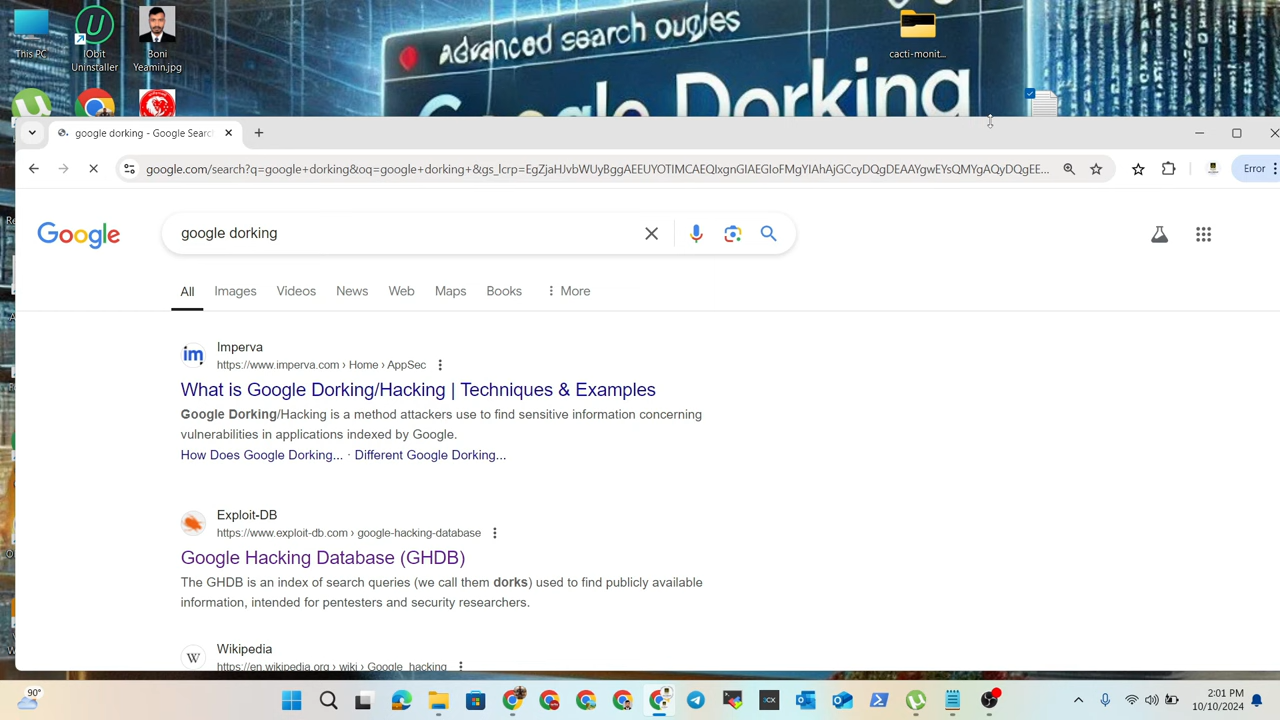 Advanced search ougles
Google Dorking
This PC
IObit
Uninstaller
Boni
Yeamin.jpg
cacti-monit...
google dorking - Google Searc
google.com/search?q=google+dorking&oq=google+dorking+&gs_lcrp=EgZjaHJvbWUyBggAEEUYOTIMCAEQIxgnGIAEGIoFMgYIAhAjGCcyDQgDEAAYgwEYsQMYgAQyDQgEE...
Error
Google
google dorking
All
Images
Videos
News
Web
Maps
Books
More
im
Imperva
https://www.imperva.com › Home › AppSec
What is Google Dorking/Hacking | Techniques & Examples
Google Dorking/Hacking is a method attackers use to find sensitive information concerning
vulnerabilities in applications indexed by Google.
How Does Google Dorking... · Different Google Dorking...
Exploit-DB
https://www.exploit-db.com › google-hacking-database
Google Hacking Database (GHDB)
The GHDB is an index of search queries (we call them dorks) used to find publicly available
information, intended for pentesters and security researchers.
W
Wikipedia
https://en.wikipedia.org › wiki › Google_hacking
90°
2:01 PM
10/10/2024